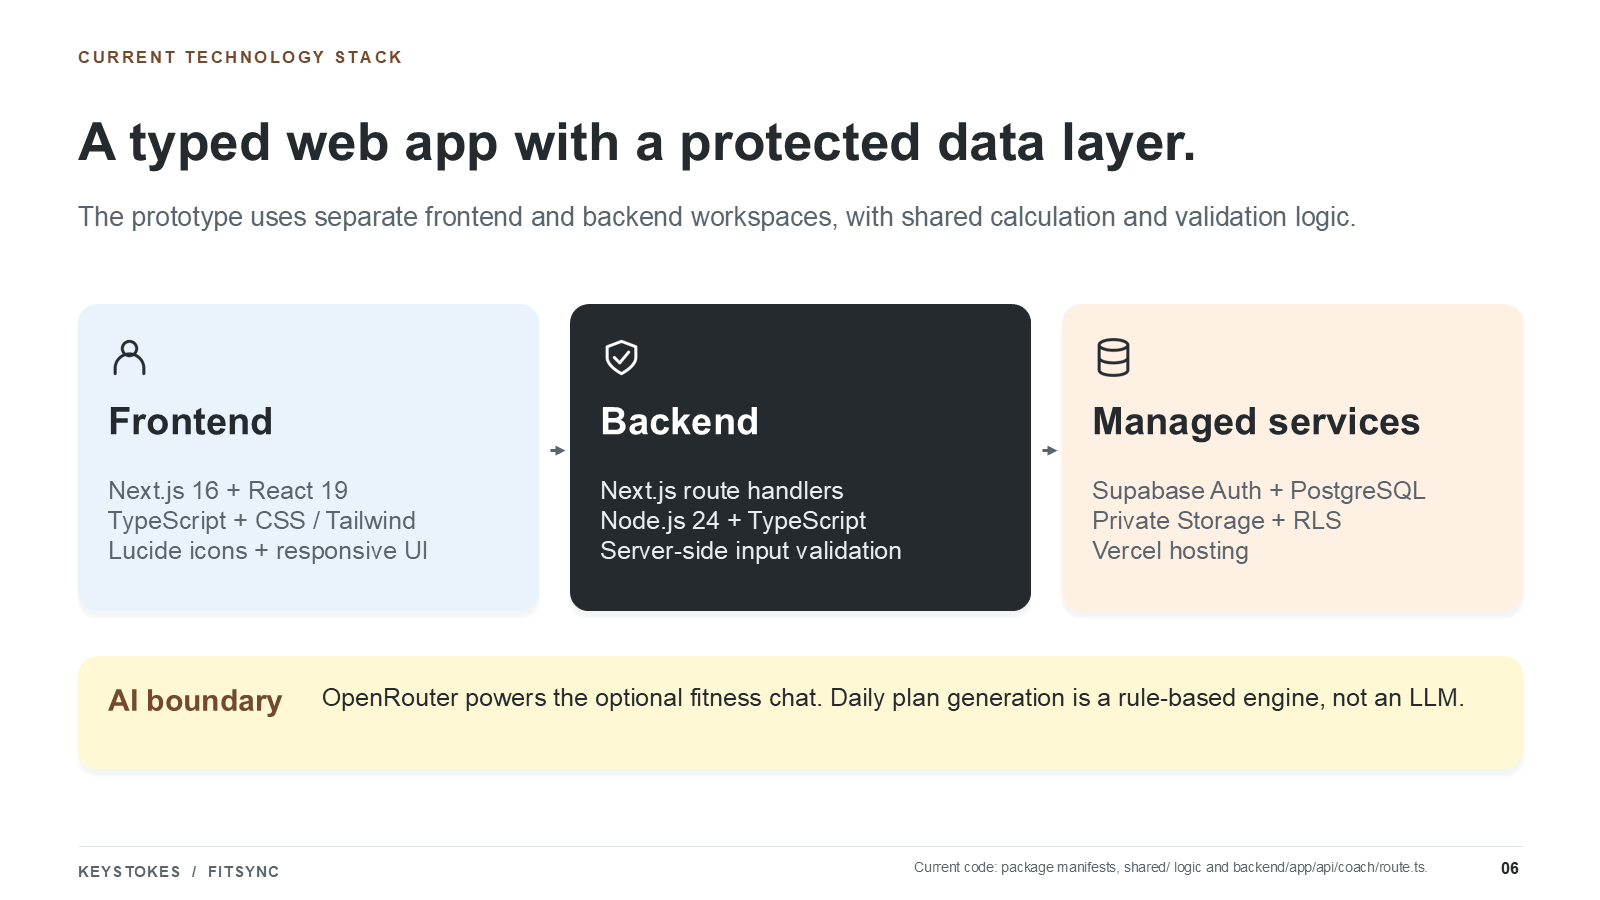 CURRENT TECHNOLOGY STACK
A typed web app with a protected data layer.
The prototype uses separate frontend and backend workspaces, with shared calculation and validation logic.
Frontend
Next.js 16 + React 19
TypeScript + CSS / Tailwind
Lucide icons + responsive UI
Backend
Next.js route handlers
Node.js 24 + TypeScript
Server-side input validation
Managed services
Supabase Auth + PostgreSQL
Private Storage + RLS
Vercel hosting
AI boundary
OpenRouter powers the optional fitness chat. Daily plan generation is a rule-based engine, not an LLM.
KEYSTOKES / FITSYNC
Current code: package manifests, shared/ logic and backend/app/api/coach/route.ts.
06